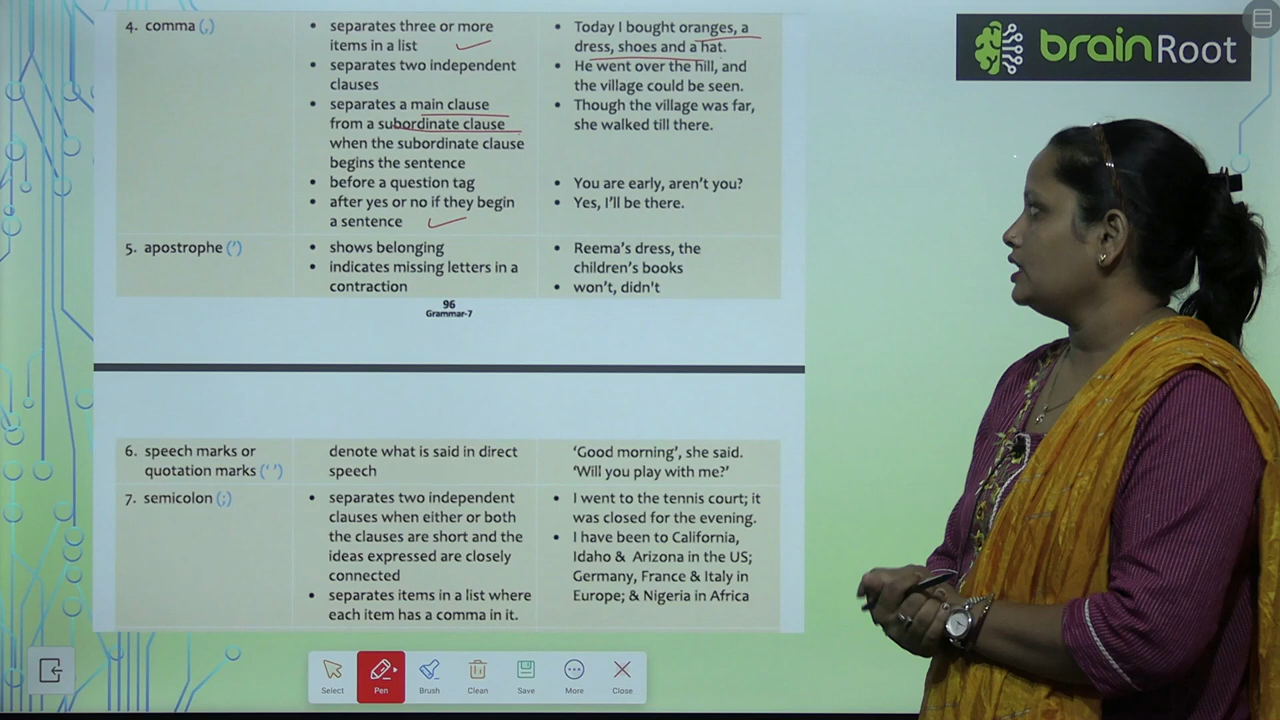 4. comma (,)
separates three or more
items in a list
separates two independent
clauses
separates a main clause
from a subordinate clause
when the subordinate clause
begins the sentence
before a question tag
after yes or no if they begin
a sentence
Today I bought oranges, a
dress, shoes and a hat.
He went over the hill, and
the village could be seen.
Though the village was far,
she walked till there.
You are early, aren't you?
Yes, I'll be there.
5. apostrophe (')
shows belonging
indicates missing letters in a
contraction
Reema's dress, the
children's books
won't, didn't
96
Grammar-7
6. speech marks or
quotation marks (‘ ’)
denote what is said in direct
speech
‘Good morning’, she said.
‘Will you play with me?’
7. semicolon (;)
separates two independent
clauses when either or both
the clauses are short and the
ideas expressed are closely
connected
separates items in a list where
each item has a comma in it.
I went to the tennis court; it
was closed for the evening.
I have been to California,
Idaho & Arizona in the US;
Germany, France & Italy in
Europe; & Nigeria in Africa
brainRoot
Select Pen Brush Clean Save More Close